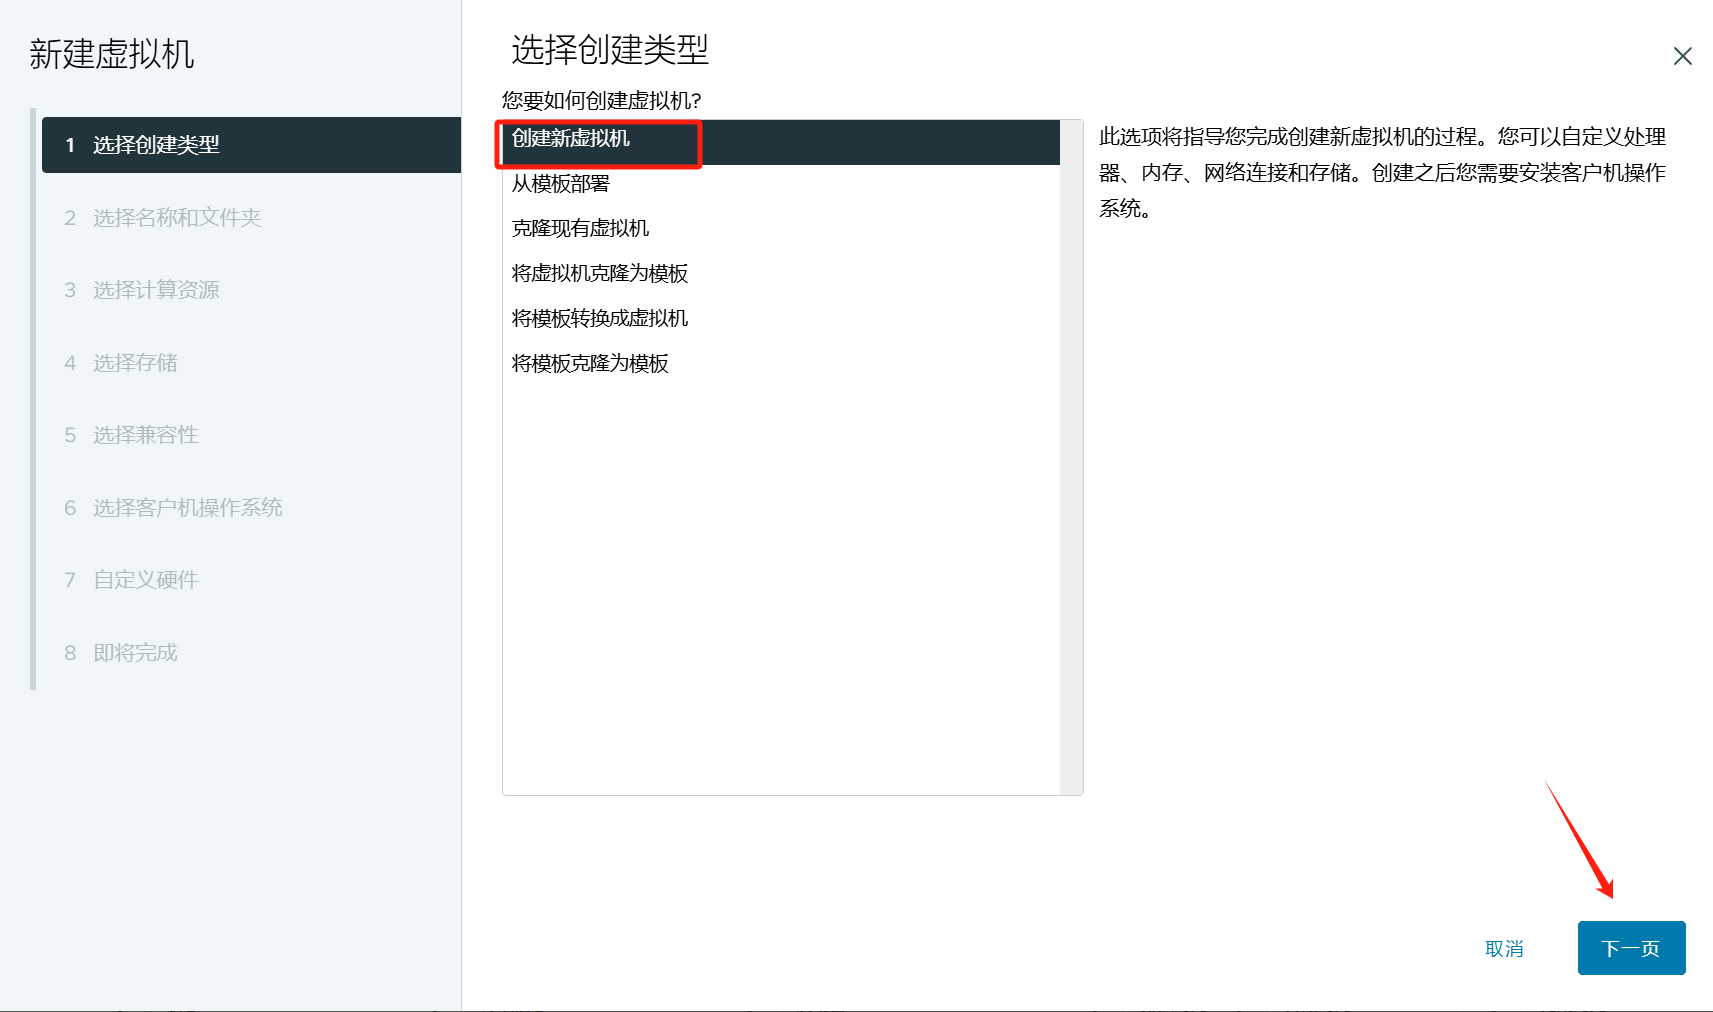 新建虚拟机
1 选择创建类型
2 选择名称和文件夹
3 选择计算资源
4 选择存储
5 选择兼容性
6 选择客户机操作系统
7 自定义硬件
8 即将完成
选择创建类型
您要如何创建虚拟机?
创建新虚拟机
从模板部署
克隆现有虚拟机
将虚拟机克隆为模板
将模板转换成虚拟机
将模板克隆为模板
此选项将指导您完成创建新虚拟机的过程。您可以自定义处理
器、内存、网络连接和存储。创建之后您需要安装客户机操作
系统。
取消
下一页